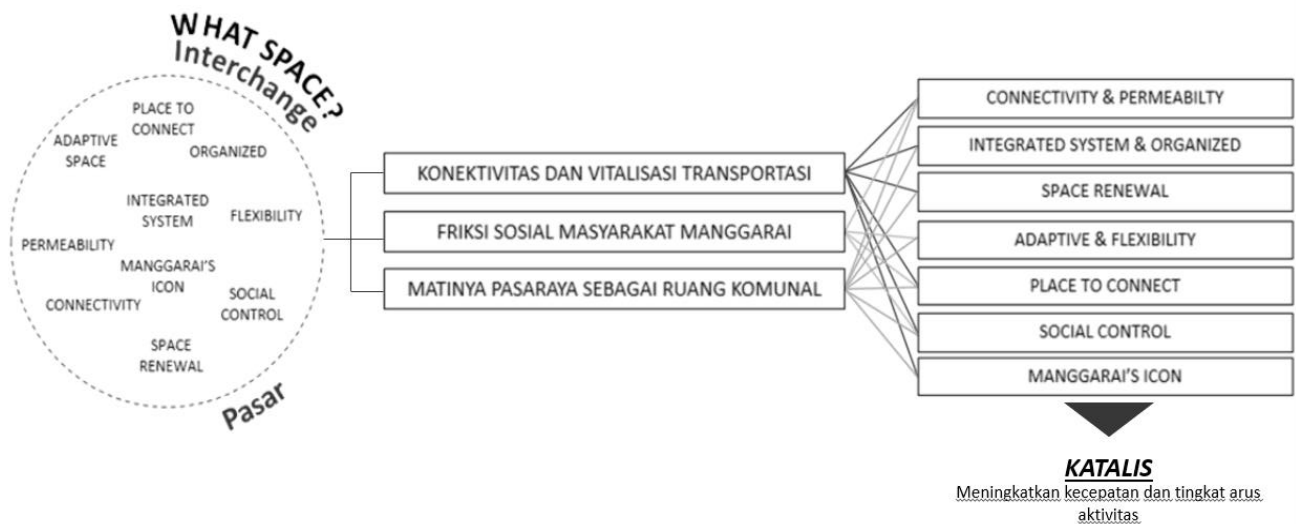 WHAT SPACE?
Interchange
PLACE TO
CONNECT
ADAPTIVE
SPACE
ORGANIZED
INTEGRATED
SYSTEM
FLEXIBILITY
PERMEABILITY
MANGGARAI'S
ICON
CONNECTIVITY
SOCIAL
CONTROL
SPACE
RENEWAL
Pasar
KONEKTIVITAS DAN VITALISASI TRANSPORTASI
FRIKSI SOSIAL MASYARAKAT MANGGARAI
MATINYA PASARAYA SEBAGAI RUANG KOMUNAL
CONNECTIVITY & PERMEABILTY
INTEGRATED SYSTEM & ORGANIZED
SPACE RENEWAL
ADAPTIVE & FLEXIBILITY
PLACE TO CONNECT
SOCIAL CONTROL
MANGGARAI'S ICON
KATALIS
Meningkatkan kecepatan dan tingkat arus
aktivitas